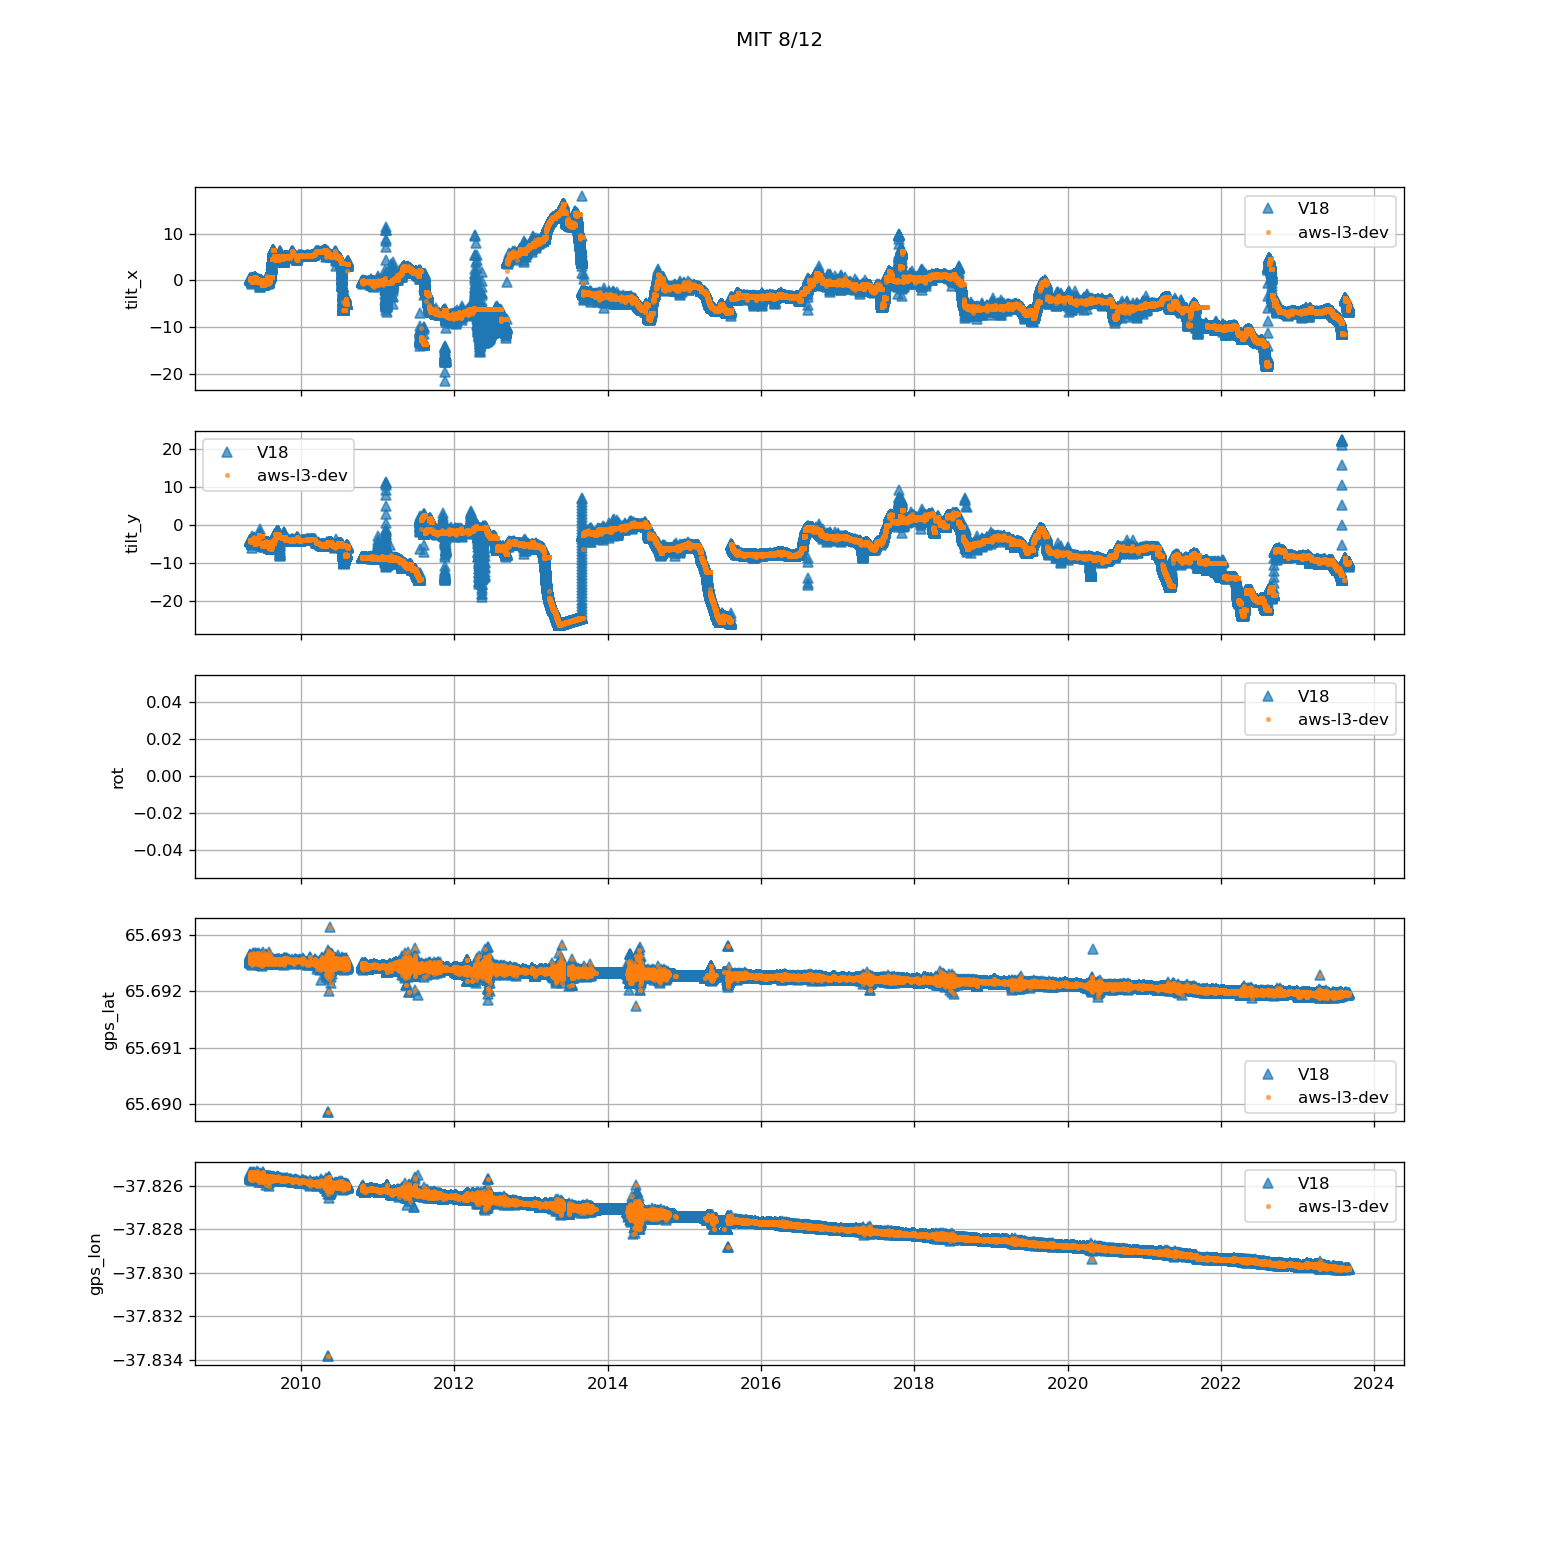 MIT 8/12
10
0
−10
−20
tilt_x
V18
aws-l3-dev
20
10
0
−10
−20
tilt_y
V18
aws-l3-dev
0.04
0.02
0.00
−0.02
−0.04
rot
V18
aws-l3-dev
65.693
65.692
65.691
65.690
gps_lat
V18
aws-l3-dev
−37.826
−37.828
−37.830
−37.832
−37.834
gps_lon
V18
aws-l3-dev
2010 2012 2014 2016 2018 2020 2022 2024